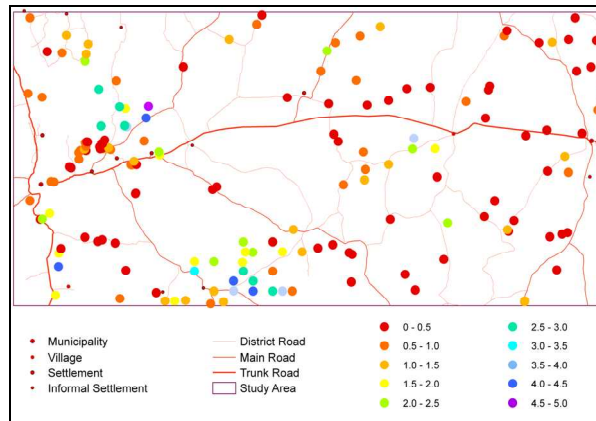 Municipality
Village
Settlement
Informal Settlement
District Road
Main Road
Trunk Road
Study Area
0 - 0.5
0.5 - 1.0
1.0 - 1.5
1.5 - 2.0
2.0 - 2.5
2.5 - 3.0
3.0 - 3.5
3.5 - 4.0
4.0 - 4.5
4.5 - 5.0